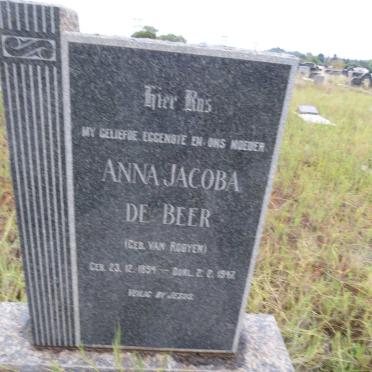 Hier Rus
MY GELIEFDE EGGENOTE EN ONS MOEDER
ANNA JACOBA
DE BEER
(GEB. VAN ROOYEN)
GEB. 23. 12. 1894 — OORL. 2. 2. 1947
VEILIG BY JESUS.